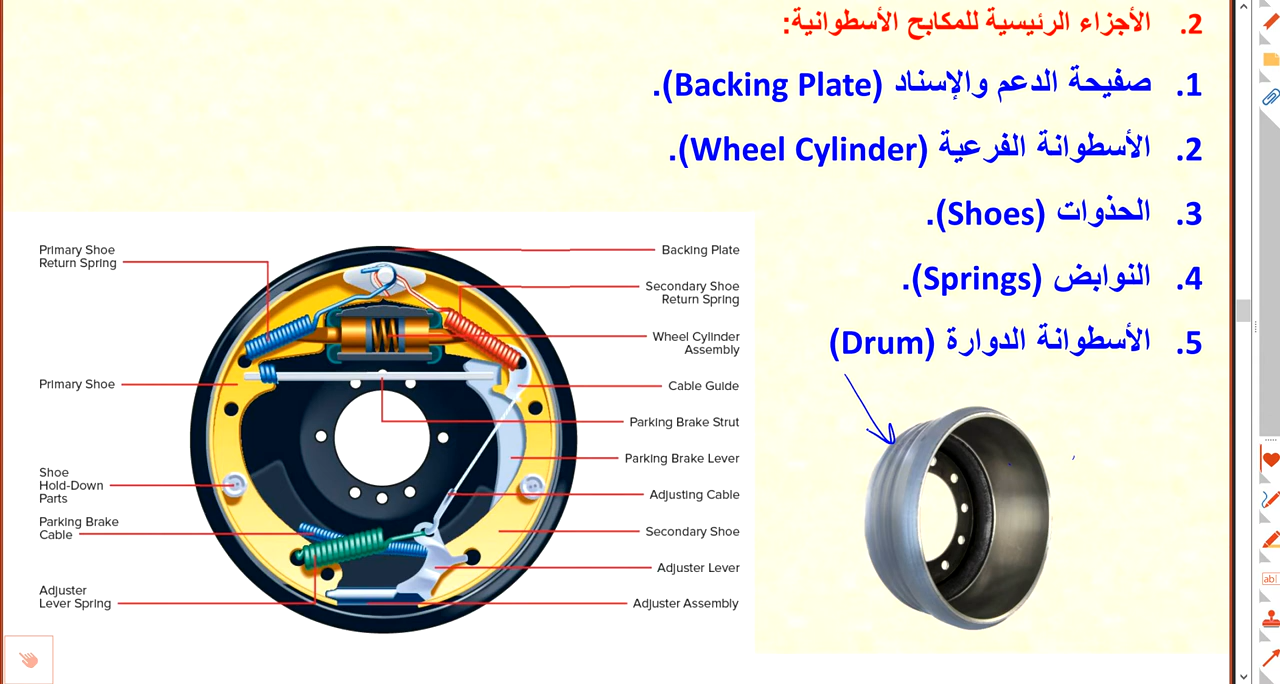 2. الأجزاء الرئيسية للمكابح الأسطوانية:
1. صفيحة الدعم والإسناد (Backing Plate).
2. الأسطوانة الفرعية (Wheel Cylinder).
3. الحذوات (Shoes).
4. النوابض (Springs).
5. الأسطوانة الدوارة (Drum)
Primary Shoe
Return Spring
Primary Shoe
Shoe
Hold-Down
Parts
Parking Brake
Cable
Adjuster
Lever Spring
Backing Plate
Secondary Shoe
Return Spring
Wheel Cylinder
Assembly
Cable Guide
Parking Brake Strut
Parking Brake Lever
Adjusting Cable
Secondary Shoe
Adjuster Lever
Adjuster Assembly
ab